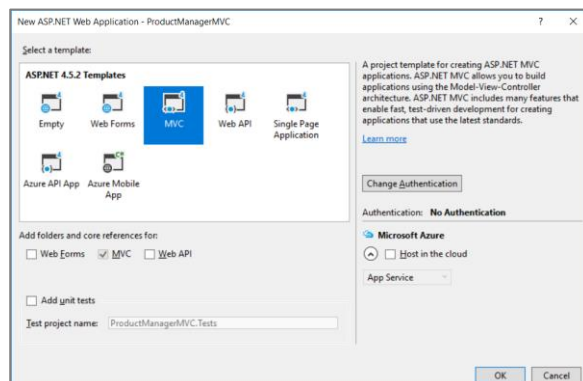 New ASP.NET Web Application - ProductManagerMVC
? X
Select a template:
ASP.NET 4.5.2 Templates
Empty
Web Forms
MVC
Web API
Single Page
Application
Azure API App
Azure Mobile
App
Add folders and core references for:
Web Forms
MVC
Web API
Add unit tests
Test project name:
ProductManagerMVC.Tests
A project template for creating ASP.NET MVC
applications. ASP.NET MVC allows you to build
applications using the Model-View-Controller
architecture. ASP.NET MVC includes many features that
enable fast, test-driven development for creating
applications that use the latest standards.
Learn more
Change Authentication
Authentication: No Authentication
Microsoft Azure
Host in the cloud
App Service
OK
Cancel